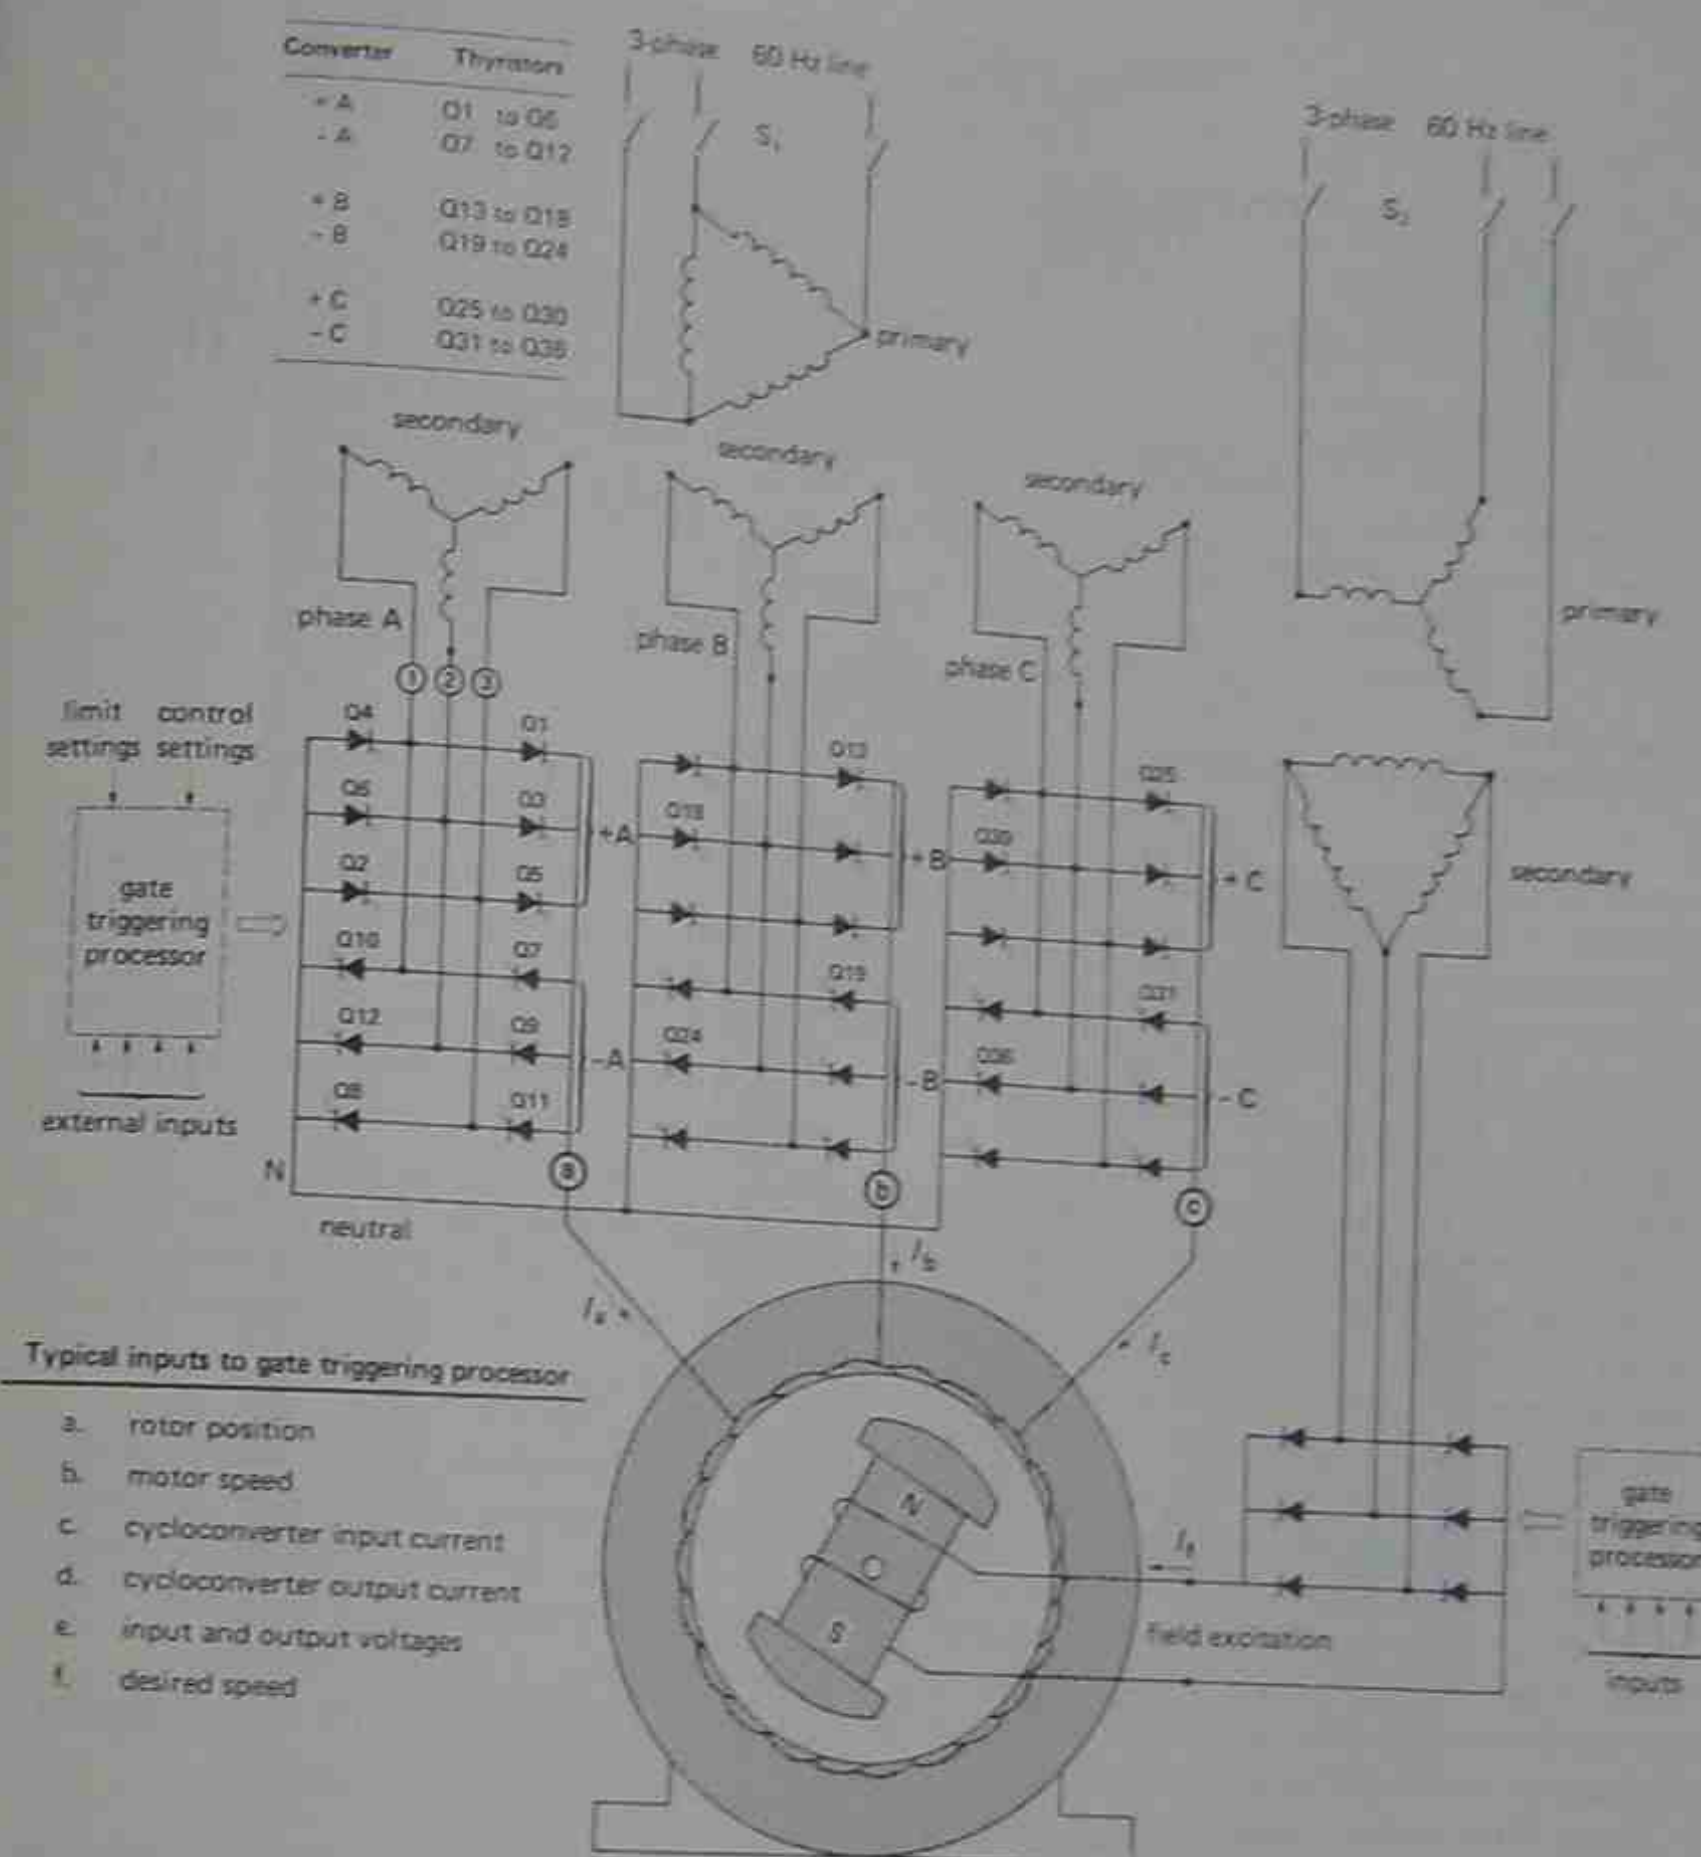 Converter Thyristors
+ A Q1 to Q6
- A Q7 to Q12
+ B Q13 to Q18
- B Q19 to Q24
+ C Q25 to Q30
- C Q31 to Q36
3-phase 60 Hz line
S₁
primary
3-phase 60 Hz line
S₂
primary
secondary
secondary
secondary
secondary
phase A
phase B
phase C
1 2 3
limit control
settings settings
gate
triggering
processor
external inputs
Q4 Q1
Q6 Q3
Q2 Q5
Q10 Q7
Q12 Q9
Q8 Q11
+A
-A
Q13
Q18
Q19
Q24
+B
-B
Q25
Q30
Q31
Q36
+C
-C
N
neutral
a
b
c
Ia
Ib
Ic
N
S
If
field excitation
gate
triggering
processor
inputs
Typical inputs to gate triggering processor
a. rotor position
b. motor speed
c. cycloconverter input current
d. cycloconverter output current
e. input and output voltages
f. desired speed